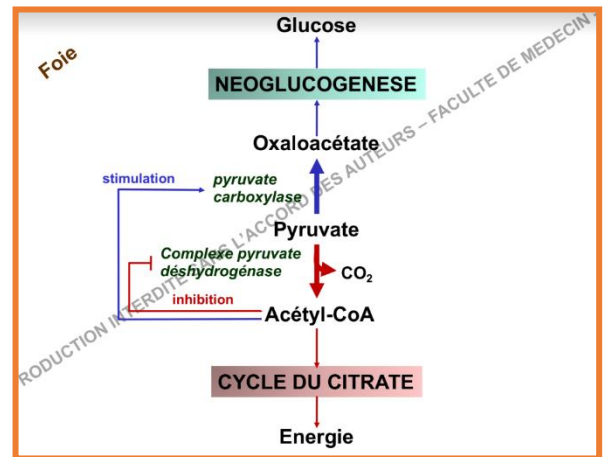 Glucose
Foie
NEOGLUCOGENESE
Oxaloacétate
stimulation
pyruvate
carboxylase
Pyruvate
Complexe pyruvate
déshydrogénase
CO2
inhibition
Acétyl-CoA
CYCLE DU CITRATE
Energie
RODUCTION INTERDITE SANS L'ACCORD DES AUTEURS – FACULTE DE MEDECIN